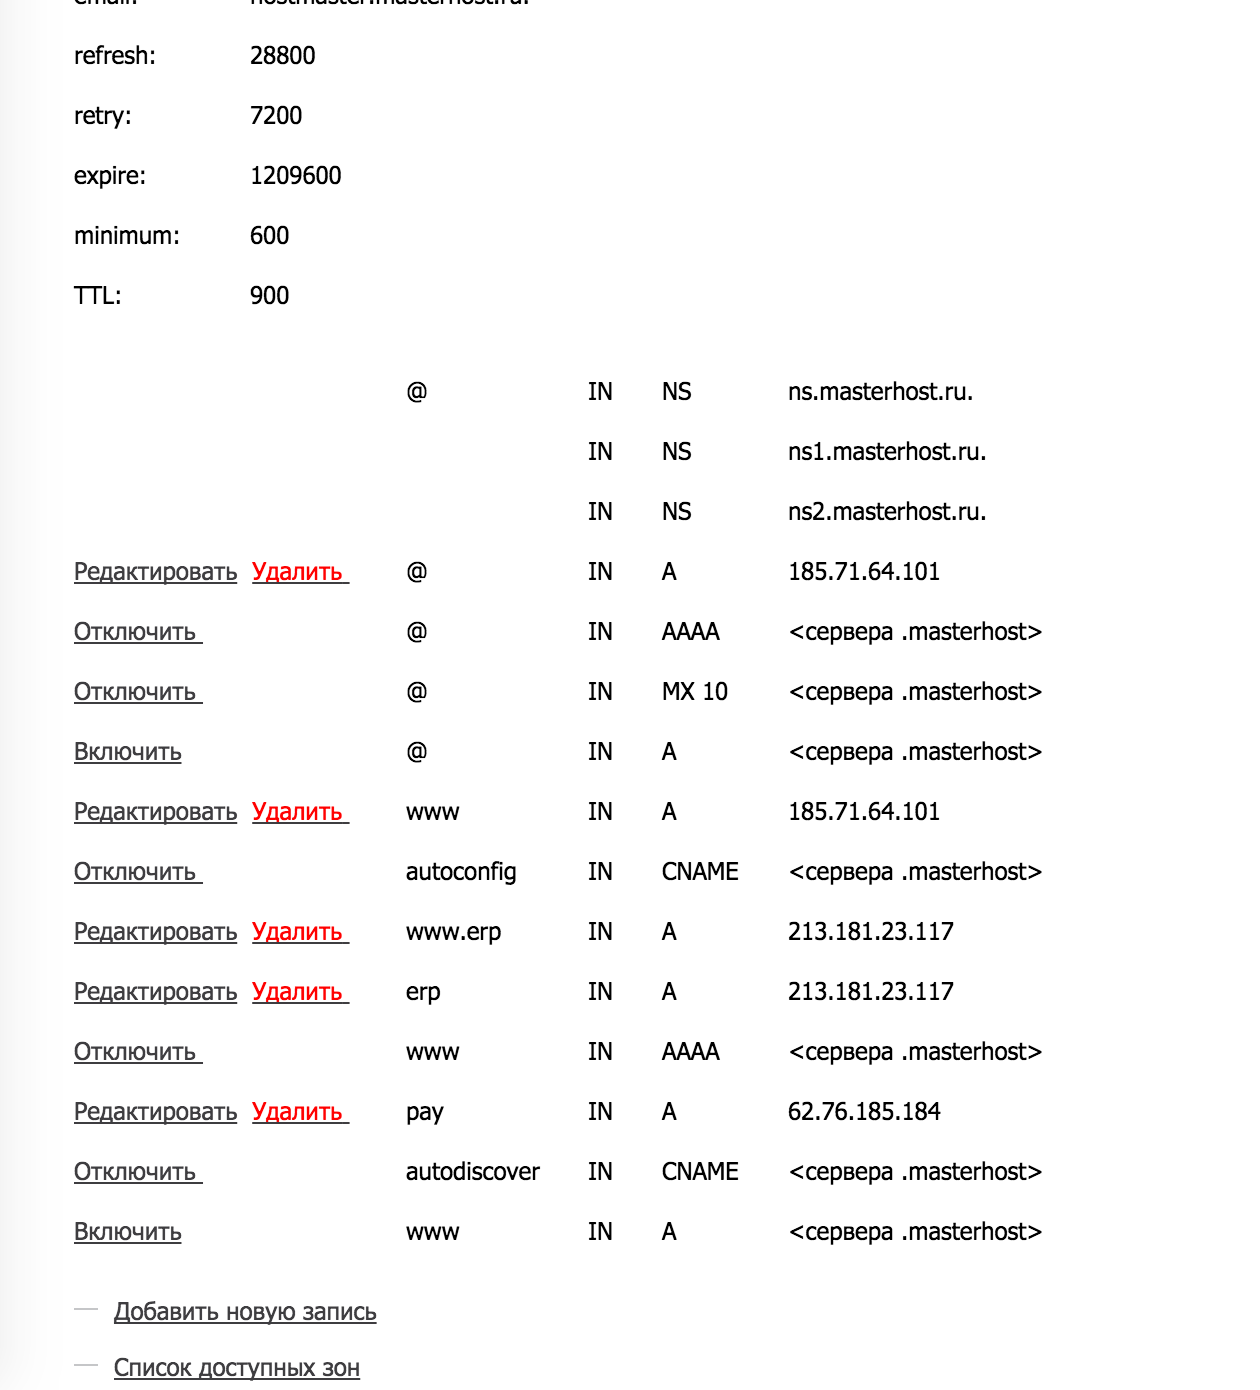 email: hostmaster.masterhost.ru.
refresh: 28800
retry: 7200
expire: 1209600
minimum: 600
TTL: 900
@ IN NS ns.masterhost.ru.
IN NS ns1.masterhost.ru.
IN NS ns2.masterhost.ru.
Редактировать Удалить @ IN A 185.71.64.101
Отключить @ IN AAAA <сервера .masterhost>
Отключить @ IN MX 10 <сервера .masterhost>
Включить @ IN A <сервера .masterhost>
Редактировать Удалить www IN A 185.71.64.101
Отключить autoconfig IN CNAME <сервера .masterhost>
Редактировать Удалить www.erp IN A 213.181.23.117
Редактировать Удалить erp IN A 213.181.23.117
Отключить www IN AAAA <сервера .masterhost>
Редактировать Удалить pay IN A 62.76.185.184
Отключить autodiscover IN CNAME <сервера .masterhost>
Включить www IN A <сервера .masterhost>
— Добавить новую запись
— Список доступных зон